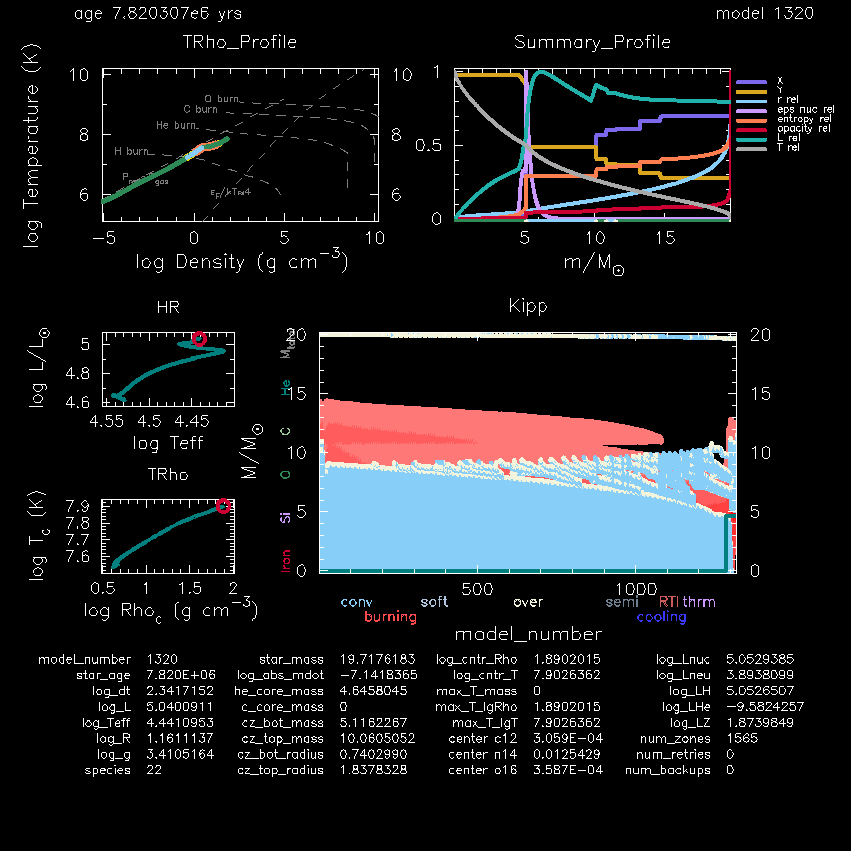 age 7.820307e6 yrs model 1320
TRho_Profile
Summary_Profile
log Temperature (K)
10
8
6
10
8
6
O burn
C burn
He burn
H burn
gas
−5 0 5 10
log Density (g cm−3)
1
0.5
0
5 10 15
m/M⊙
X
Y
r rel
eps nuc rel
entropy rel
opacity rel
L rel
T rel
HR
log L/L⊙
5
4.8
4.6
4.55 4.5 4.45
log Teff
TRho
log Tc (K)
7.9
7.8
7.7
7.6
0.5 1 1.5 2
log Rhoc (g cm−3)
Kipp
M/M⊙
20
15
10
5
0
20
15
10
5
0
He
C
O
Si
Iron
500 1000
conv soft over semi RTI thrm
burning cooling
model_number
model_number 1320 star_mass 19.7176183 log_cntr_Rho 1.8902015 log_Lnuc 5.0529385
star_age 7.820E+06 log_abs_mdot −7.1418365 log_cntr_T 7.9026362 log_Lneu 3.8938099
log_dt 2.3417152 he_core_mass 4.6458045 max_T_mass 0 log_LH 5.0526507
log_L 5.0400911 c_core_mass 0 max_T_lgRho 1.8902015 log_LHe −9.5824257
log_Teff 4.4410953 cz_bot_mass 5.1162267 max_T_lgT 7.9026362 log_LZ 1.8739849
log_R 1.1611137 cz_top_mass 10.0605052 center c12 3.059E−04 num_zones 1565
log_g 3.4105164 cz_bot_radius 0.7402990 center n14 0.0125429 num_retries 0
species 22 cz_top_radius 1.8378328 center o16 3.587E−04 num_backups 0